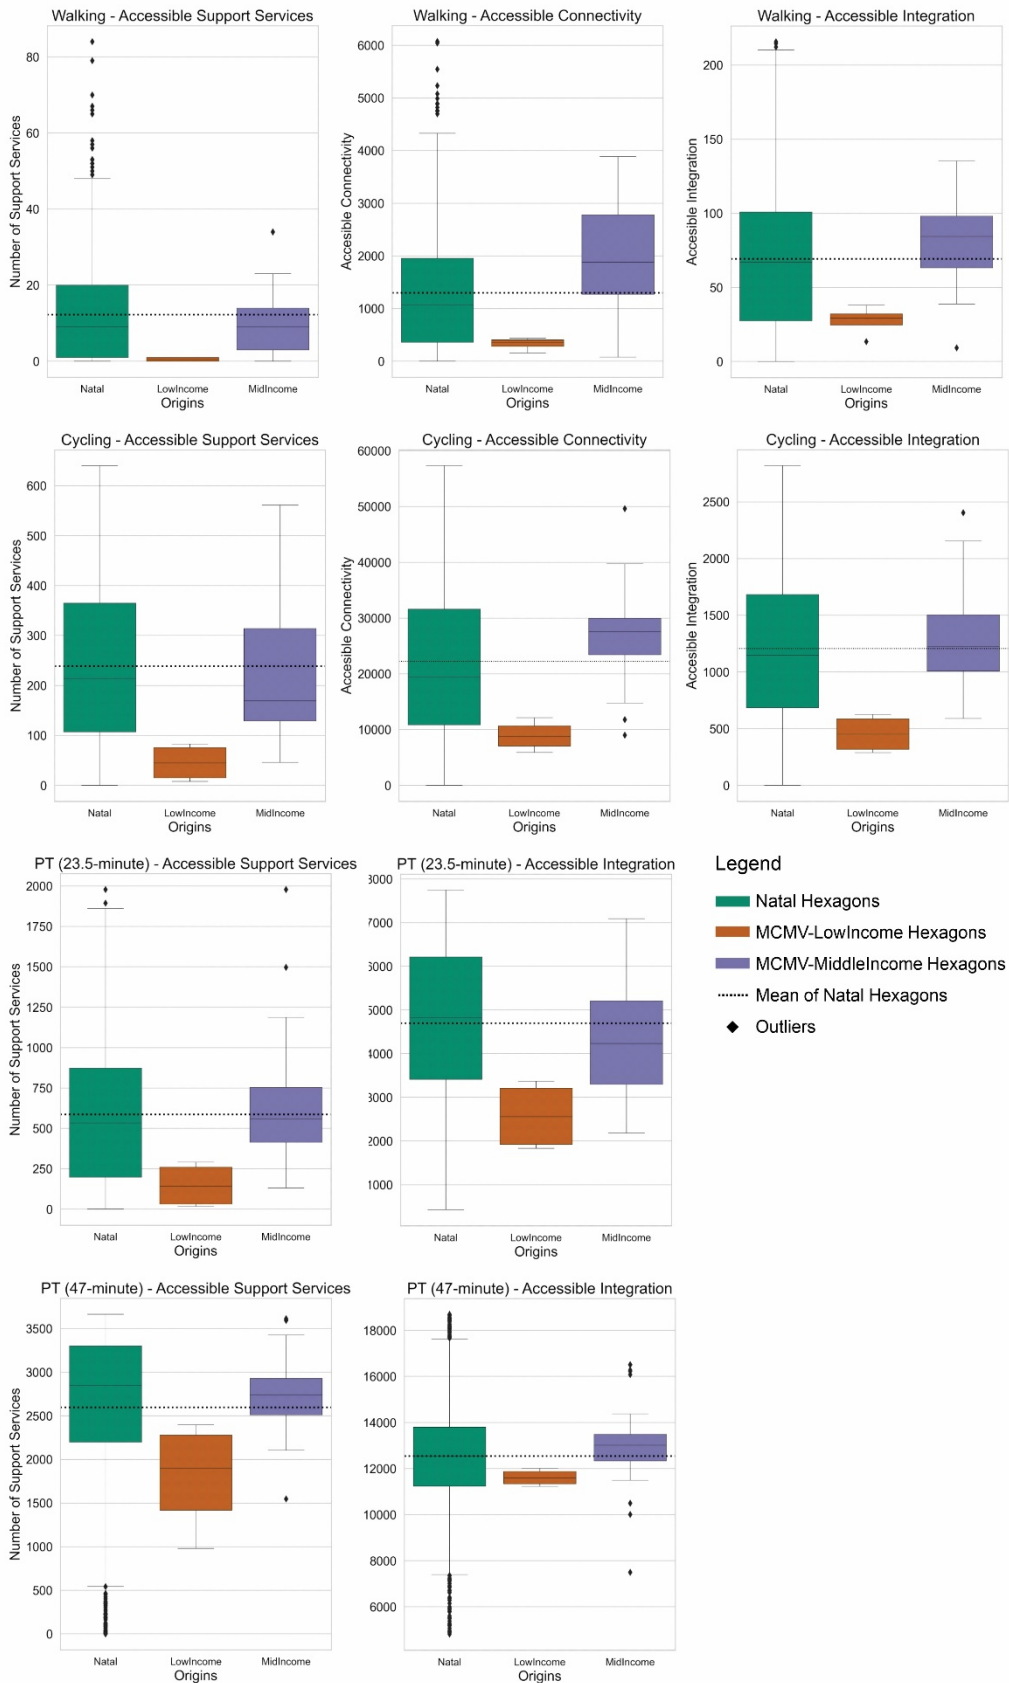 Walking - Accessible Support Services
Number of Support Services
80
60
40
20
0
Natal
LowIncome
MidIncome
Origins
Walking - Accessible Connectivity
Accesible Connectivity
6000
5000
4000
3000
2000
1000
0
Natal
LowIncome
MidIncome
Origins
Walking - Accessible Integration
Accesible Integration
200
150
100
50
0
Natal
LowIncome
MidIncome
Origins
Cycling - Accessible Support Services
Number of Support Services
600
500
400
300
200
100
0
Natal
LowIncome
MidIncome
Origins
Cycling - Accessible Connectivity
Accesible Connectivity
60000
50000
40000
30000
20000
10000
0
Natal
LowIncome
MidIncome
Origins
Cycling - Accessible Integration
Accesible Integration
2500
2000
1500
1000
500
0
Natal
LowIncome
MidIncome
Origins
PT (23.5-minute) - Accessible Support Services
Number of Support Services
2000
1750
1500
1250
1000
750
500
250
0
Natal
LowIncome
MidIncome
Origins
PT (23.5-minute) - Accessible Integration
8000
7000
6000
5000
4000
3000
2000
1000
Natal
LowIncome
MidIncome
Origins
Legend
Natal Hexagons
MCMV-LowIncome Hexagons
MCMV-MiddleIncome Hexagons
Mean of Natal Hexagons
Outliers
PT (47-minute) - Accessible Support Services
Number of Support Services
3500
3000
2500
2000
1500
1000
500
0
Natal
LowIncome
MidIncome
Origins
PT (47-minute) - Accessible Integration
18000
16000
14000
12000
10000
8000
6000
Natal
LowIncome
MidIncome
Origins